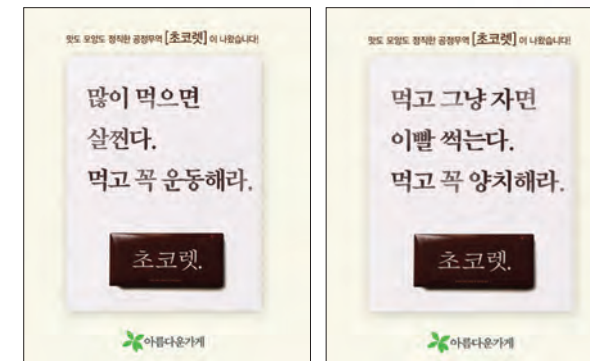 맛도 모양도 정직한 공정무역 [초코렛] 이 나왔습니다!
많이 먹으면
살찐다.
먹고 꼭 운동해라.
초코렛.
아름다운가게
맛도 모양도 정직한 공정무역 [초코렛] 이 나왔습니다!
먹고 그냥 자면
이빨 썩는다.
먹고 꼭 양치해라.
초코렛.
아름다운가게